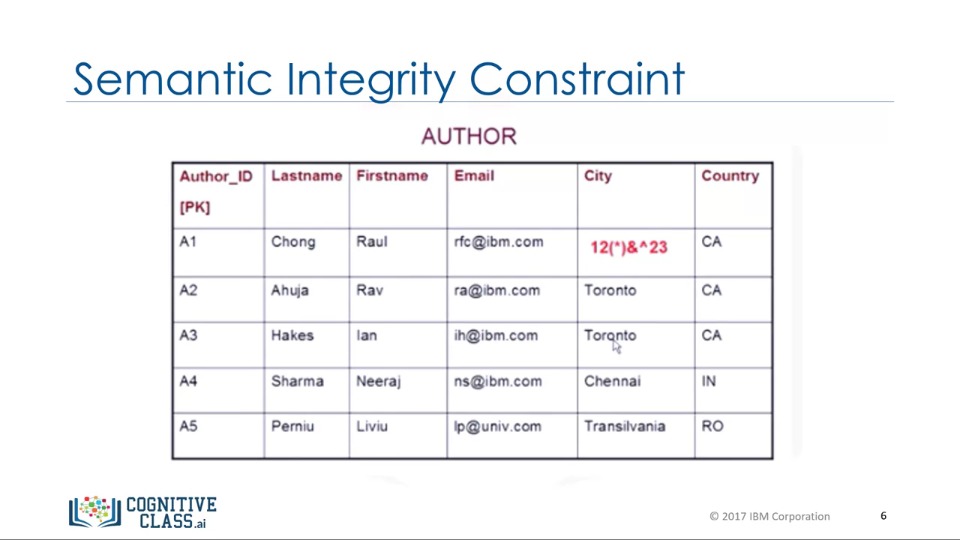 Semantic Integrity Constraint
AUTHOR
Author_ID [PK] Lastname Firstname Email City Country
A1 Chong Raul rfc@ibm.com 12(*)&^23 CA
A2 Ahuja Rav ra@ibm.com Toronto CA
A3 Hakes Ian ih@ibm.com Toronto CA
A4 Sharma Neeraj ns@ibm.com Chennai IN
A5 Perniu Liviu lp@univ.com Transilvania RO
COGNITIVE
CLASS.ai
© 2017 IBM Corporation 6